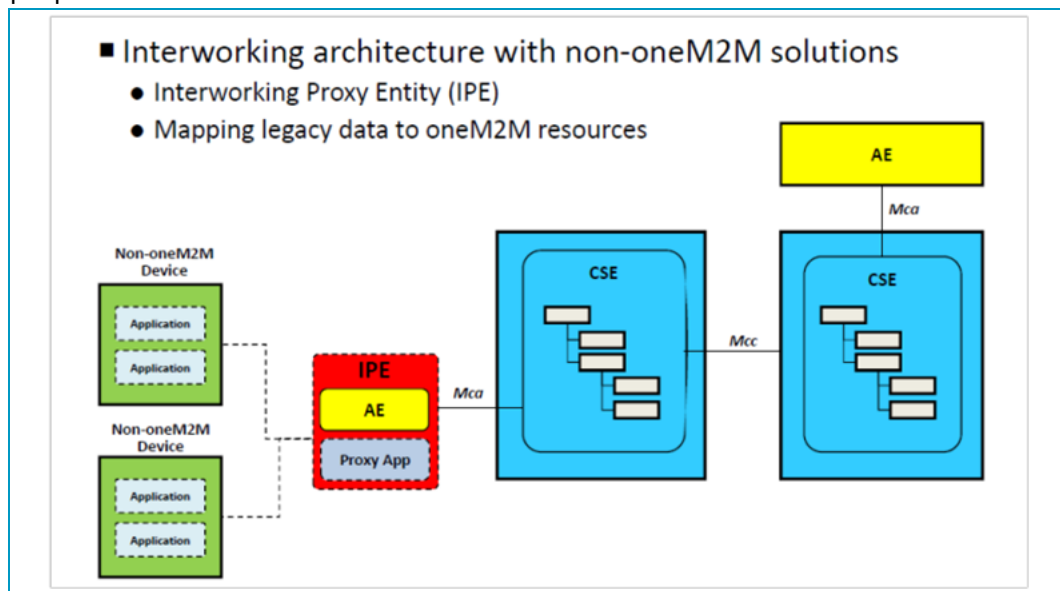 ■ Interworking architecture with non-oneM2M solutions
● Interworking Proxy Entity (IPE)
● Mapping legacy data to oneM2M resources
AE
Mca
Non-oneM2M
Device
Application
Application
CSE
CSE
Mcc
IPE
AE
Proxy App
Mca
Non-oneM2M
Device
Application
Application